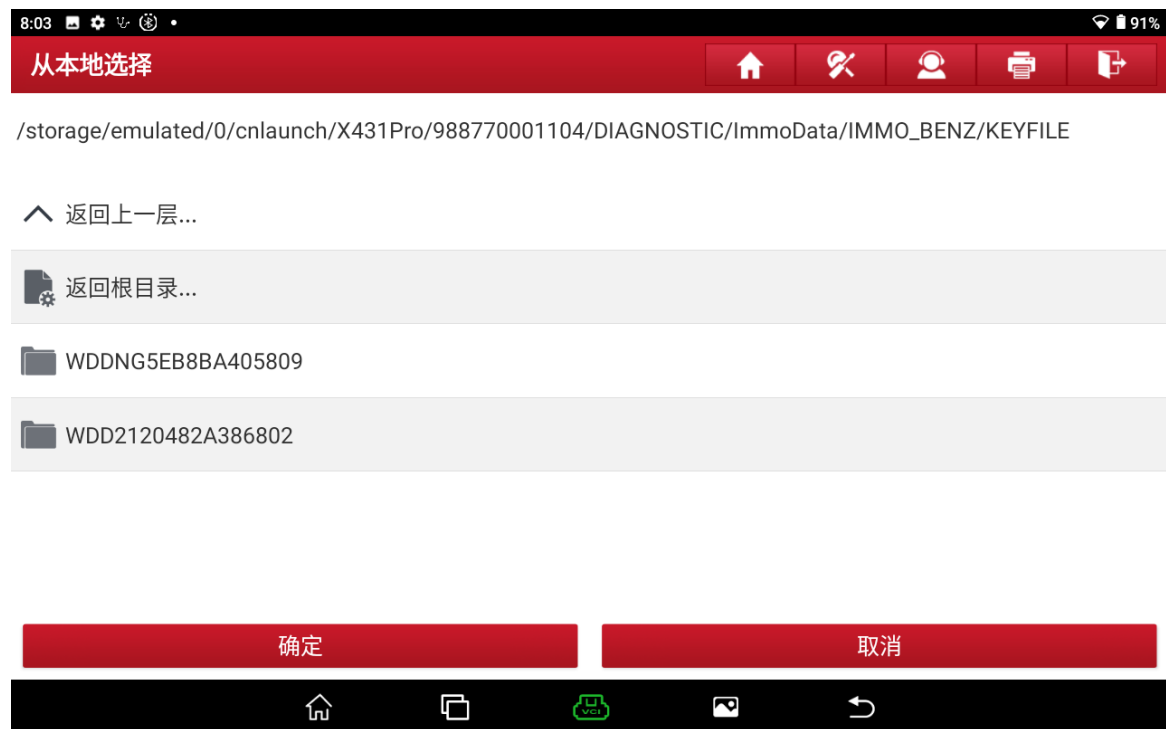 8:03 91%
从本地选择
/storage/emulated/0/cnlaunch/X431Pro/988770001104/DIAGNOSTIC/ImmoData/IMMO_BENZ/KEYFILE
返回上一层...
返回根目录...
WDDNG5EB8BA405809
WDD2120482A386802
确定 取消
VCI